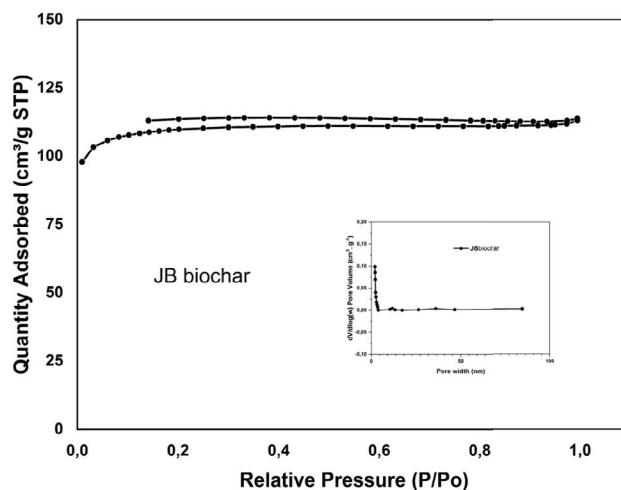 150
125
100
75
50
25
0
Quantity Adsorbed (cm³/g STP)
JB biochar
0,20
0,15
0,10
0,05
0,00
-0,05
-0,10
dV/dlog(w) Pore Volume (cm³. g⁻¹)
JBbiochar
0 50 100
Pore width (nm)
0,0 0,2 0,4 0,6 0,8 1,0
Relative Pressure (P/Po)